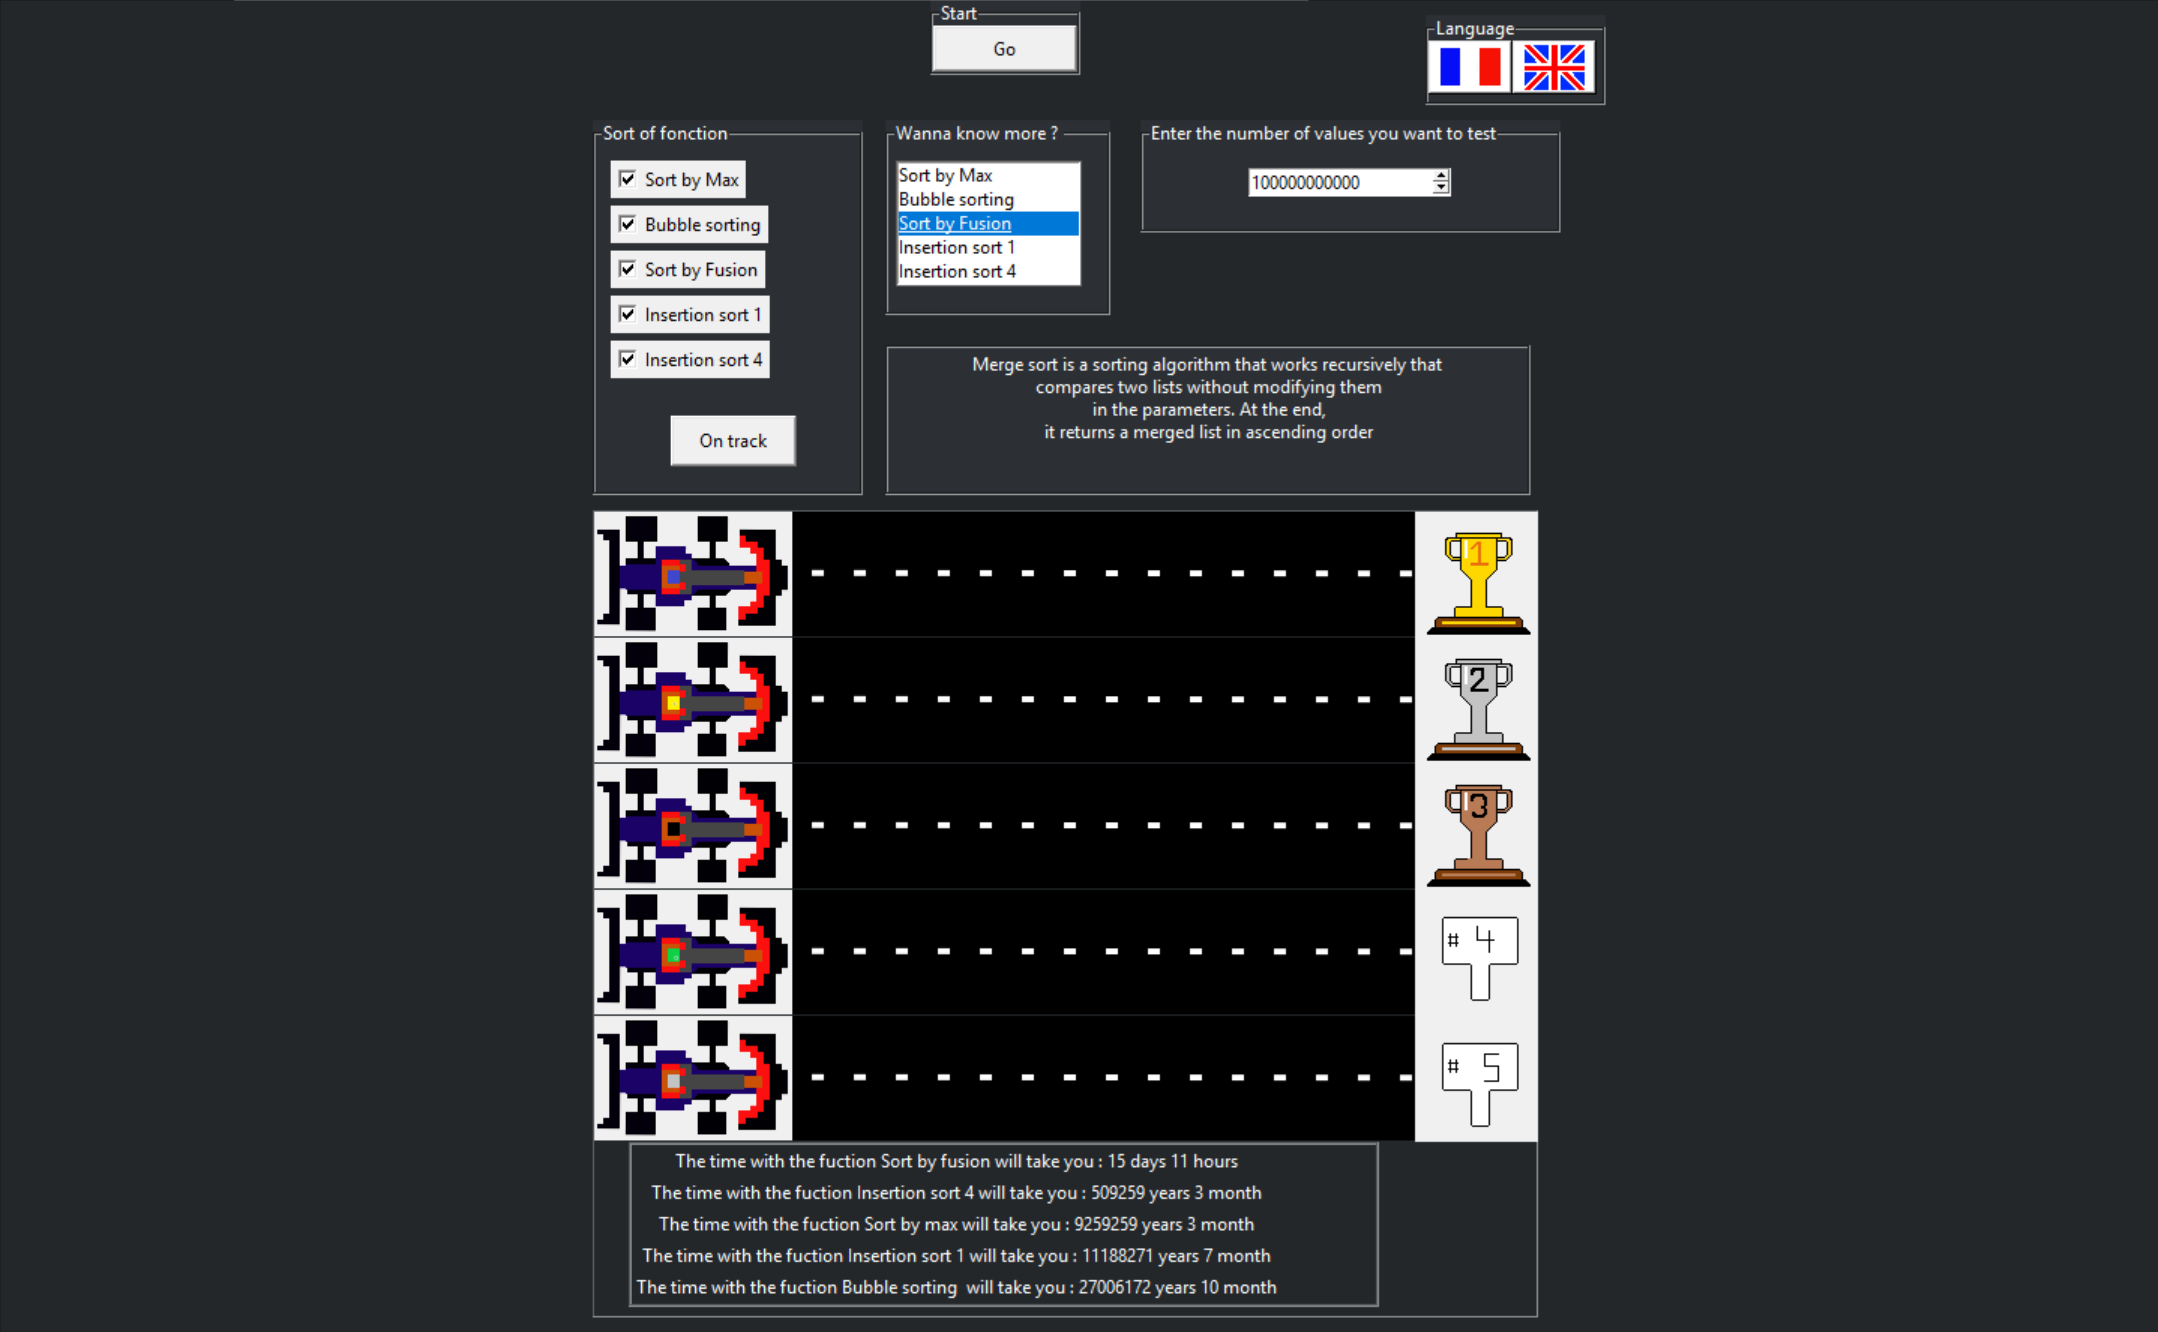 Start
Go
Language
Sort of fonction
Sort by Max
Bubble sorting
Sort by Fusion
Insertion sort 1
Insertion sort 4
On track
Wanna know more ?
Sort by Max
Bubble sorting
Sort by Fusion
Insertion sort 1
Insertion sort 4
Enter the number of values you want to test
100000000000
Merge sort is a sorting algorithm that works recursively that
compares two lists without modifying them
in the parameters. At the end,
it returns a merged list in ascending order
1
2
3
# 4
# 5
The time with the fuction Sort by fusion will take you : 15 days 11 hours
The time with the fuction Insertion sort 4 will take you : 509259 years 3 month
The time with the fuction Sort by max will take you : 9259259 years 3 month
The time with the fuction Insertion sort 1 will take you : 11188271 years 7 month
The time with the fuction Bubble sorting  will take you : 27006172 years 10 month